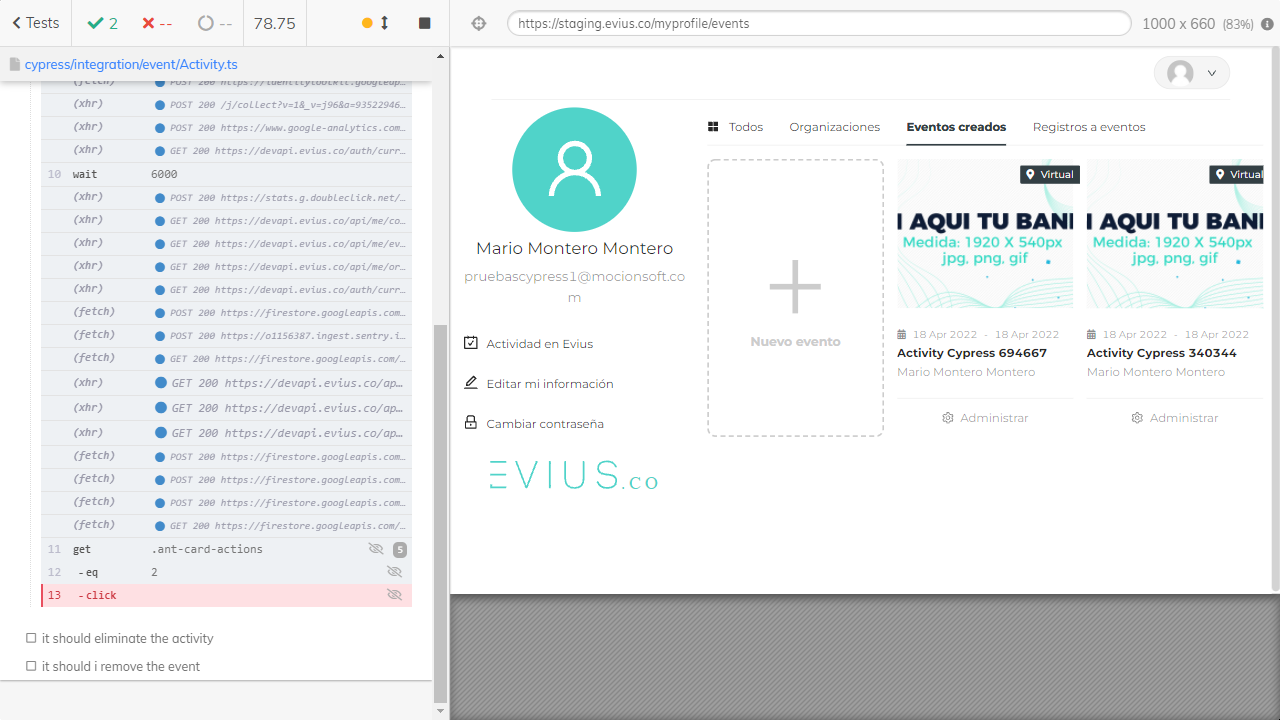 Tests
2
--
--
78.75
https://staging.evius.co/myprofile/events
1000 x 660 (83%)
cypress/integration/event/Activity.ts
(fetch) POST 200 https://identitytoolkit.googleap...
(xhr) POST 200 /j/collect?v=1&_v=j96&a=93522946...
(xhr) POST 200 https://www.google-analytics.com...
(xhr) GET 200 https://devapi.evius.co/auth/curr...
10 wait 6000
(xhr) POST 200 https://stats.g.doubleclick.net/...
(xhr) GET 200 https://devapi.evius.co/api/me/co...
(xhr) GET 200 https://devapi.evius.co/api/me/ev...
(xhr) GET 200 https://devapi.evius.co/api/me/or...
(xhr) GET 200 https://devapi.evius.co/auth/curr...
(fetch) POST 200 https://firestore.googleapis.com...
(fetch) POST 200 https://o1156387.ingest.sentry.i...
(fetch) GET 200 https://firestore.googleapis.com/...
(xhr) GET 200 https://devapi.evius.co/ap...
(xhr) GET 200 https://devapi.evius.co/ap...
(xhr) GET 200 https://devapi.evius.co/ap...
(fetch) POST 200 https://firestore.googleapis.com...
(fetch) POST 200 https://firestore.googleapis.com...
(fetch) POST 200 https://firestore.googleapis.com...
(fetch) GET 200 https://firestore.googleapis.com/...
11 get .ant-card-actions 5
12 -eq 2
13 -click
it should eliminate the activity
it should i remove the event
Mario Montero Montero
pruebascypress1@mocionsoft.co
m
Actividad en Evius
Editar mi información
Cambiar contraseña
EVIUS.co
Todos
Organizaciones
Eventos creados
Registros a eventos
Nuevo evento
Virtual
I AQUI TU BANI
Medida: 1920 X 540px
jpg, png, gif
18 Apr 2022 - 18 Apr 2022
Activity Cypress 694667
Mario Montero Montero
Administrar
Virtual
I AQUI TU BANI
Medida: 1920 X 540px
jpg, png, gif
18 Apr 2022 - 18 Apr 2022
Activity Cypress 340344
Mario Montero Montero
Administrar